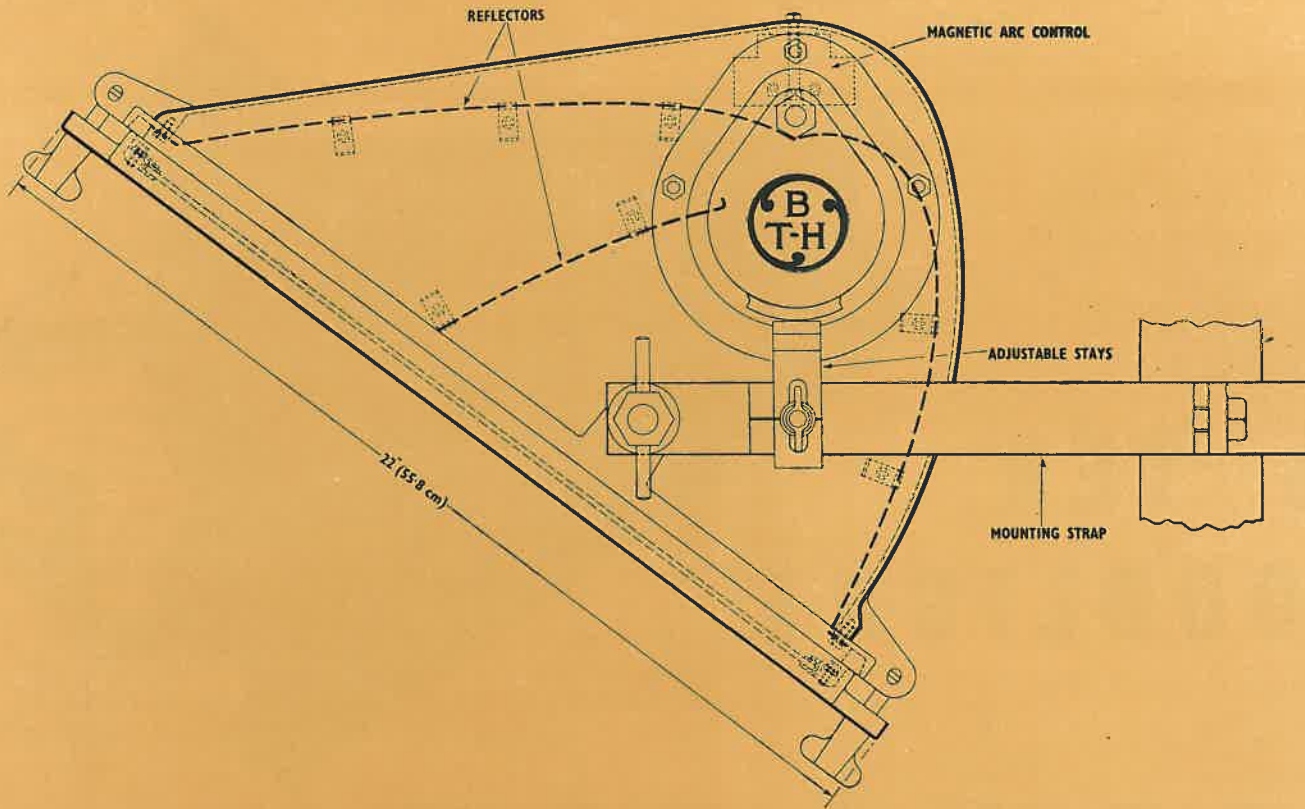 REFLECTORS
MAGNETIC ARC CONTROL
B
T-H
ADJUSTABLE STAYS
22" (55·8 cm)
MOUNTING STRAP